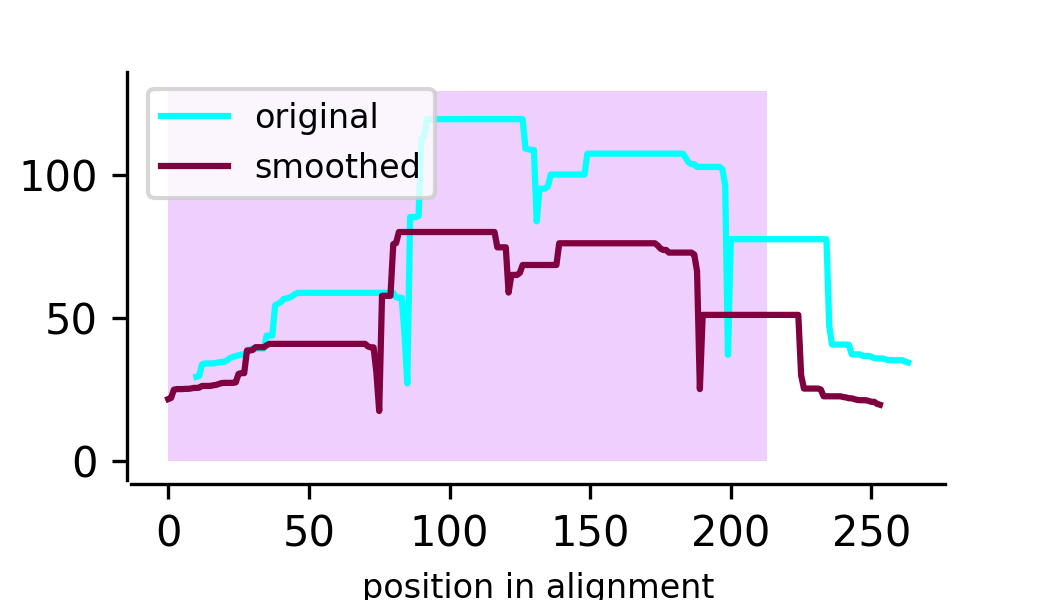 original
smoothed
100
50
0
0 50 100 150 200 250
position in alignment